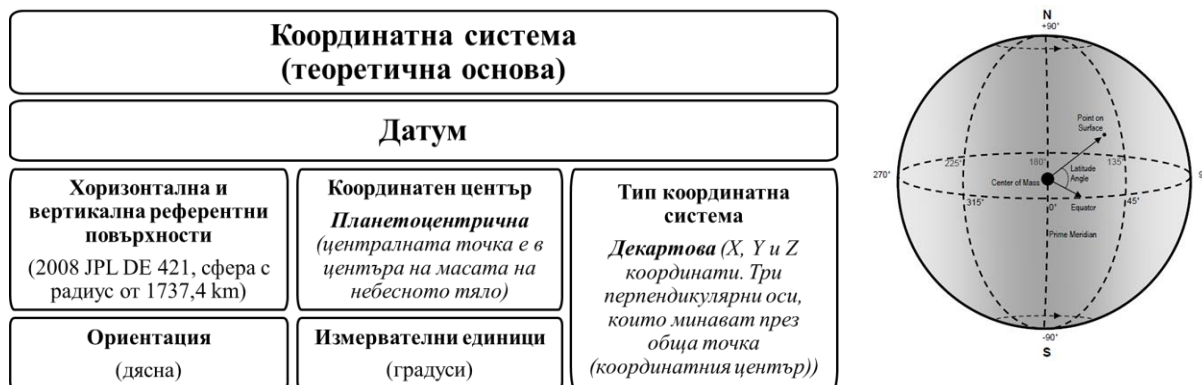 Координатна система
(теоретична основа)
Датум
Хоризонтална и
вертикална референтни
повърхности
(2008 JPL DE 421, сфера с
радиус от 1737,4 km)
Ориентация
(дясна)
Координатен център
Планетоцентрична
(централната точка е в
центъра на масата на
небесното тяло)
Измервателни единици
(градуси)
Тип координатна
система
Декартова (X, Y и Z
координати. Три
перпендикулярни оси,
които минават през
обща точка
(координатния център))
N
+90°
Point on
Surface
225°
180°
135°
270°
Center of Mass
Latitude
Angle
9
315°
0°
Equator
45°
Prime Meridian
-90°
S